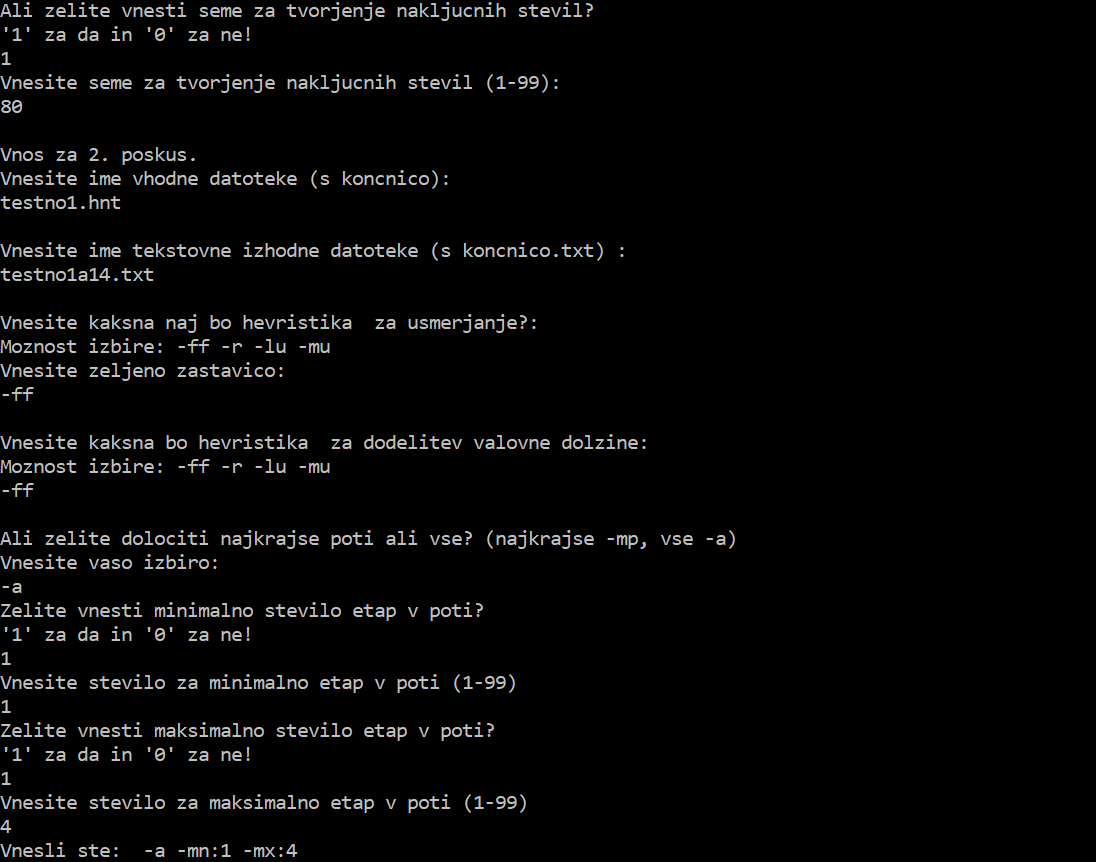 Ali zelite vnesti seme za tvorjenje nakljucnih stevil?
'1' za da in '0' za ne!
1
Vnesite seme za tvorjenje nakljucnih stevil (1-99):
80
Vnos za 2. poskus.
Vnesite ime vhodne datoteke (s koncnico):
testno1.hnt
Vnesite ime tekstovne izhodne datoteke (s koncnico.txt) :
testno1a14.txt
Vnesite kaksna naj bo hevristika  za usmerjanje?:
Moznost izbire: -ff -r -lu -mu
Vnesite zeljeno zastavico:
-ff
Vnesite kaksna bo hevristika  za dodelitev valovne dolzine:
Moznost izbire: -ff -r -lu -mu
-ff
Ali zelite dolociti najkrajse poti ali vse? (najkrajse -mp, vse -a)
Vnesite vaso izbiro:
-a
Zelite vnesti minimalno stevilo etap v poti?
'1' za da in '0' za ne!
1
Vnesite stevilo za minimalno etap v poti (1-99)
1
Zelite vnesti maksimalno stevilo etap v poti?
'1' za da in '0' za ne!
1
Vnesite stevilo za maksimalno etap v poti (1-99)
4
Vnesli ste:  -a -mn:1 -mx:4